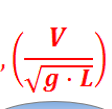 , (V / √(g · L))